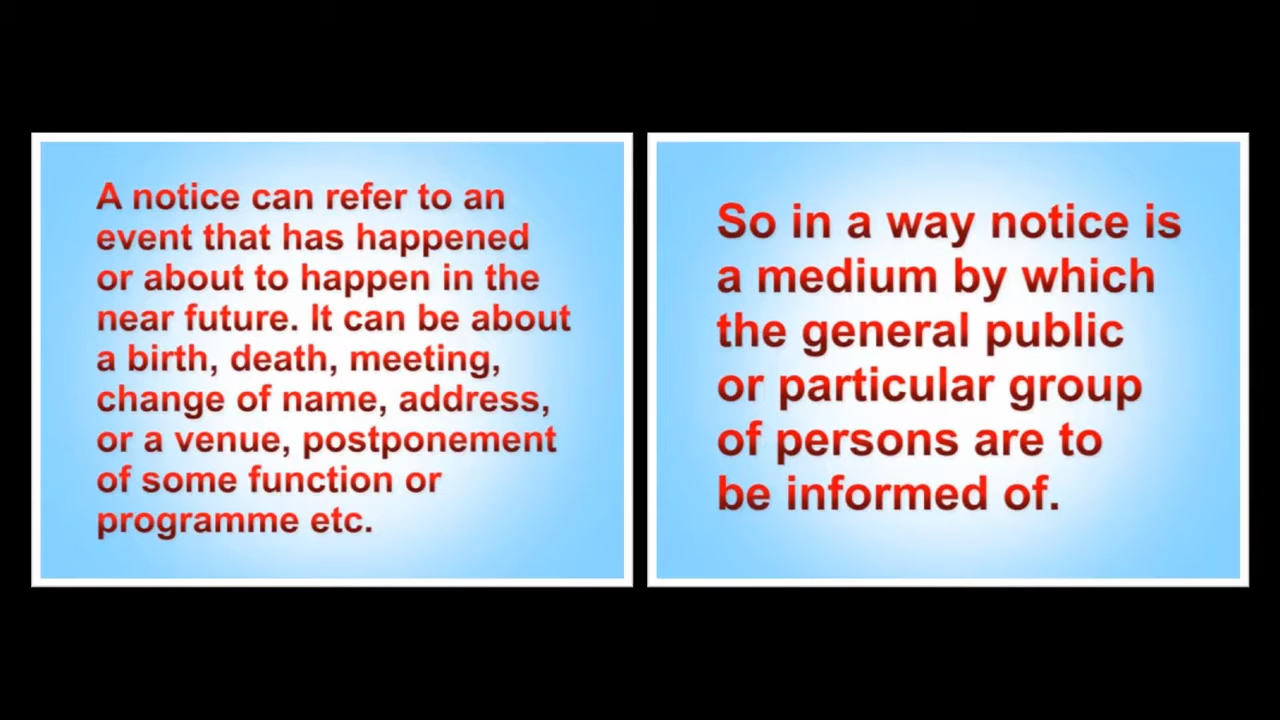 A notice can refer to an
event that has happened
or about to happen in the
near future. It can be about
a birth, death, meeting,
change of name, address,
or a venue, postponement
of some function or
programme etc.
So in a way notice is
a medium by which
the general public
or particular group
of persons are to
be informed of.